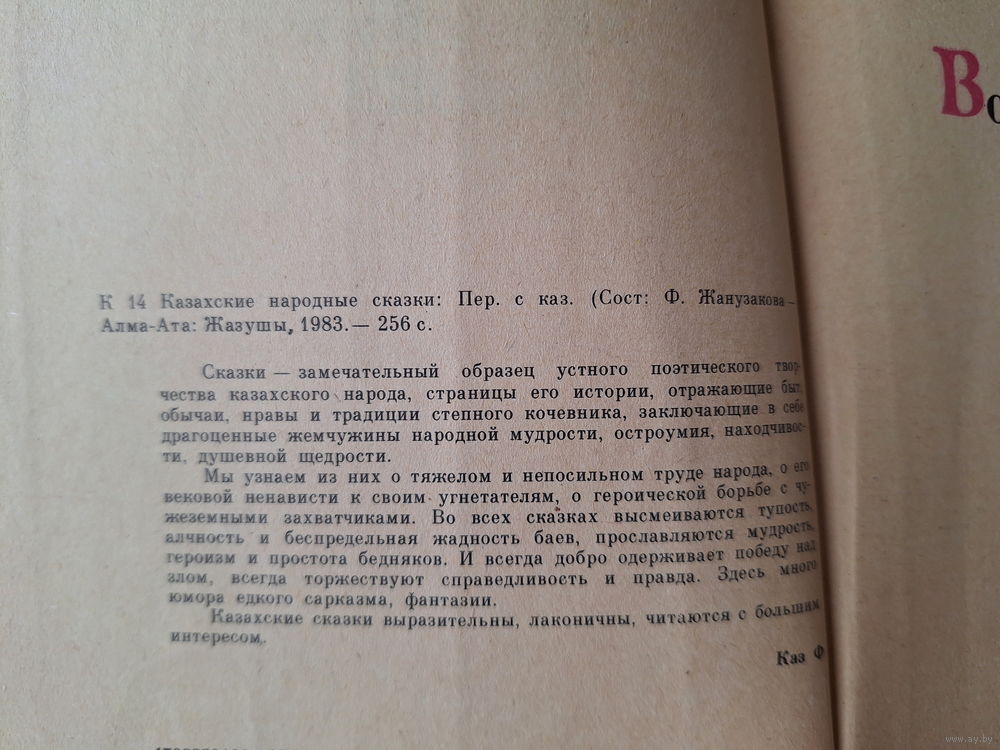 К 14 Казахские народные сказки: Пер. с каз. (Сост: Ф. Жанузакова –
Алма-Ата: Жазушы, 1983.— 256 с.
Сказки — замечательный образец устного поэтического твор-
чества казахского народа, страницы его истории, отражающие быт,
обычаи, нравы и традиции степного кочевника, заключающие в себе
драгоценные жемчужины народной мудрости, остроумия, находчивос-
ти, душевной щедрости.
Мы узнаем из них о тяжелом и непосильном труде народа, о его
вековой ненависти к своим угнетателям, о героической борьбе с чу-
жеземными захватчиками. Во всех сказках высмеиваются тупость,
алчность и беспредельная жадность баев, прославляются мудрость,
героизм и простота бедняков. И всегда добро одерживает победу над
злом, всегда торжествуют справедливость и правда. Здесь много
юмора едкого сарказма, фантазии.
Казахские сказки выразительны, лаконичны, читаются с большим
интересом.
Каз Ф
www.ay.by